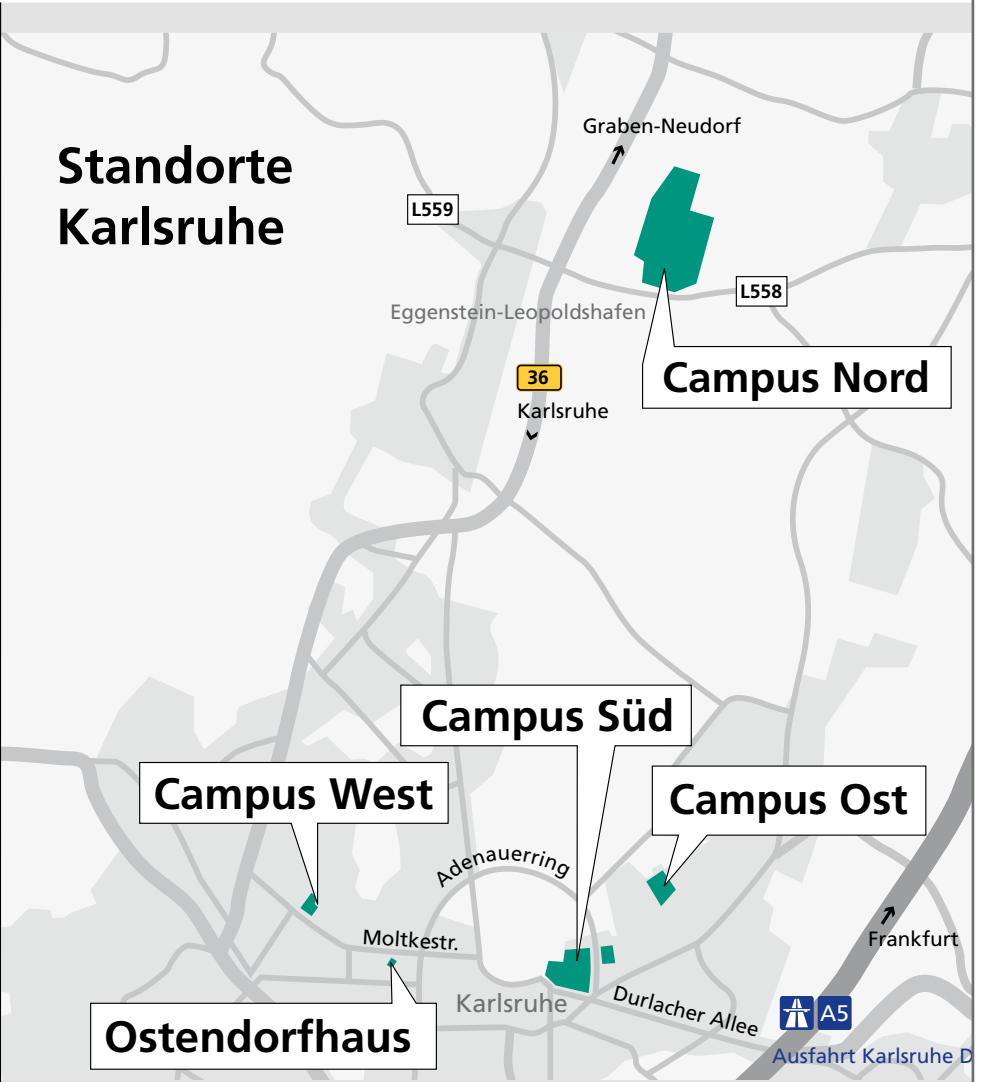 Standorte
Karlsruhe
Graben-Neudorf
L559
L558
Eggenstein-Leopoldshafen
Campus Nord
36
Karlsruhe
Campus Süd
Campus West
Campus Ost
Adenauerring
Moltkestr.
Frankfurt
Karlsruhe
Durlacher Allee
A5
Ostendorfhaus
Ausfahrt Karlsruhe D